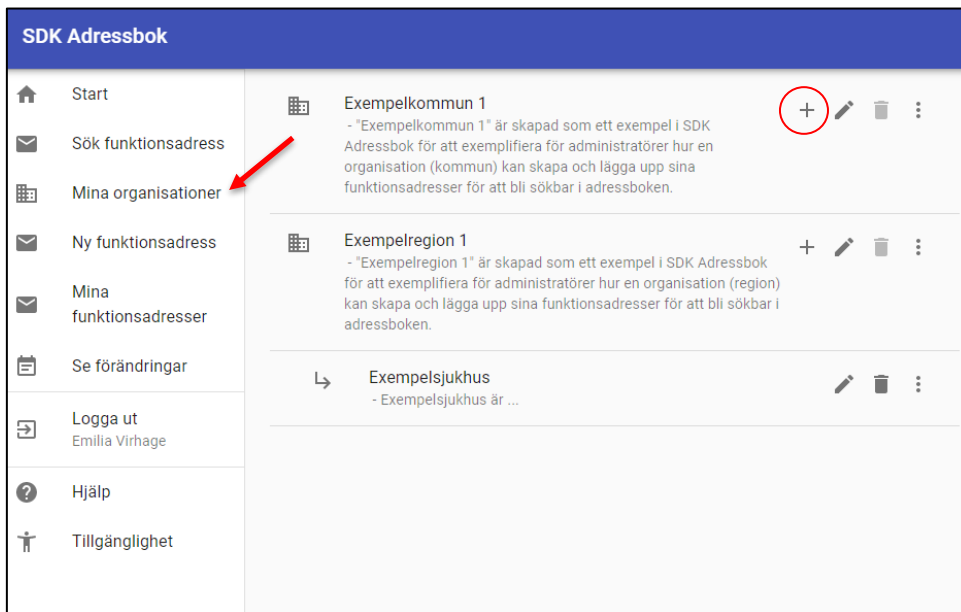 SDK Adressbok
Start
Sök funktionsadress
Mina organisationer
Ny funktionsadress
Mina
funktionsadresser
Se förändringar
Logga ut
Emilia Virhage
Hjälp
Tillgänglighet
Exempelkommun 1
- "Exempelkommun 1" är skapad som ett exempel i SDK
Adressbok för att exemplifiera för administratörer hur en
organisation (kommun) kan skapa och lägga upp sina
funktionsadresser för att bli sökbar i adressboken.
Exempelregion 1
- "Exempelregion 1" är skapad som ett exempel i SDK Adressbok
för att exemplifiera för administratörer hur en organisation (region)
kan skapa och lägga upp sina funktionsadresser för att bli sökbar i
adressboken.
Exempelsjukhus
- Exempelsjukhus är ...